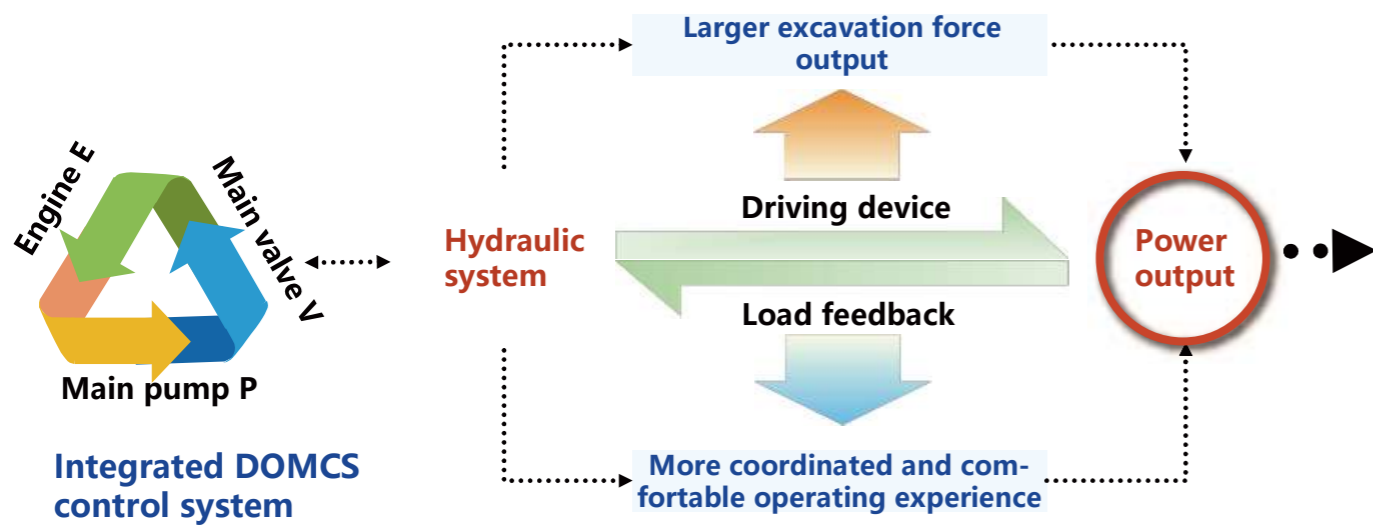 Larger excavation force
output
Engine E
Main valve V
Main pump P
Integrated DOMCS
control system
Hydraulic
system
Driving device
Load feedback
Power
output
More coordinated and com-
fortable operating experience